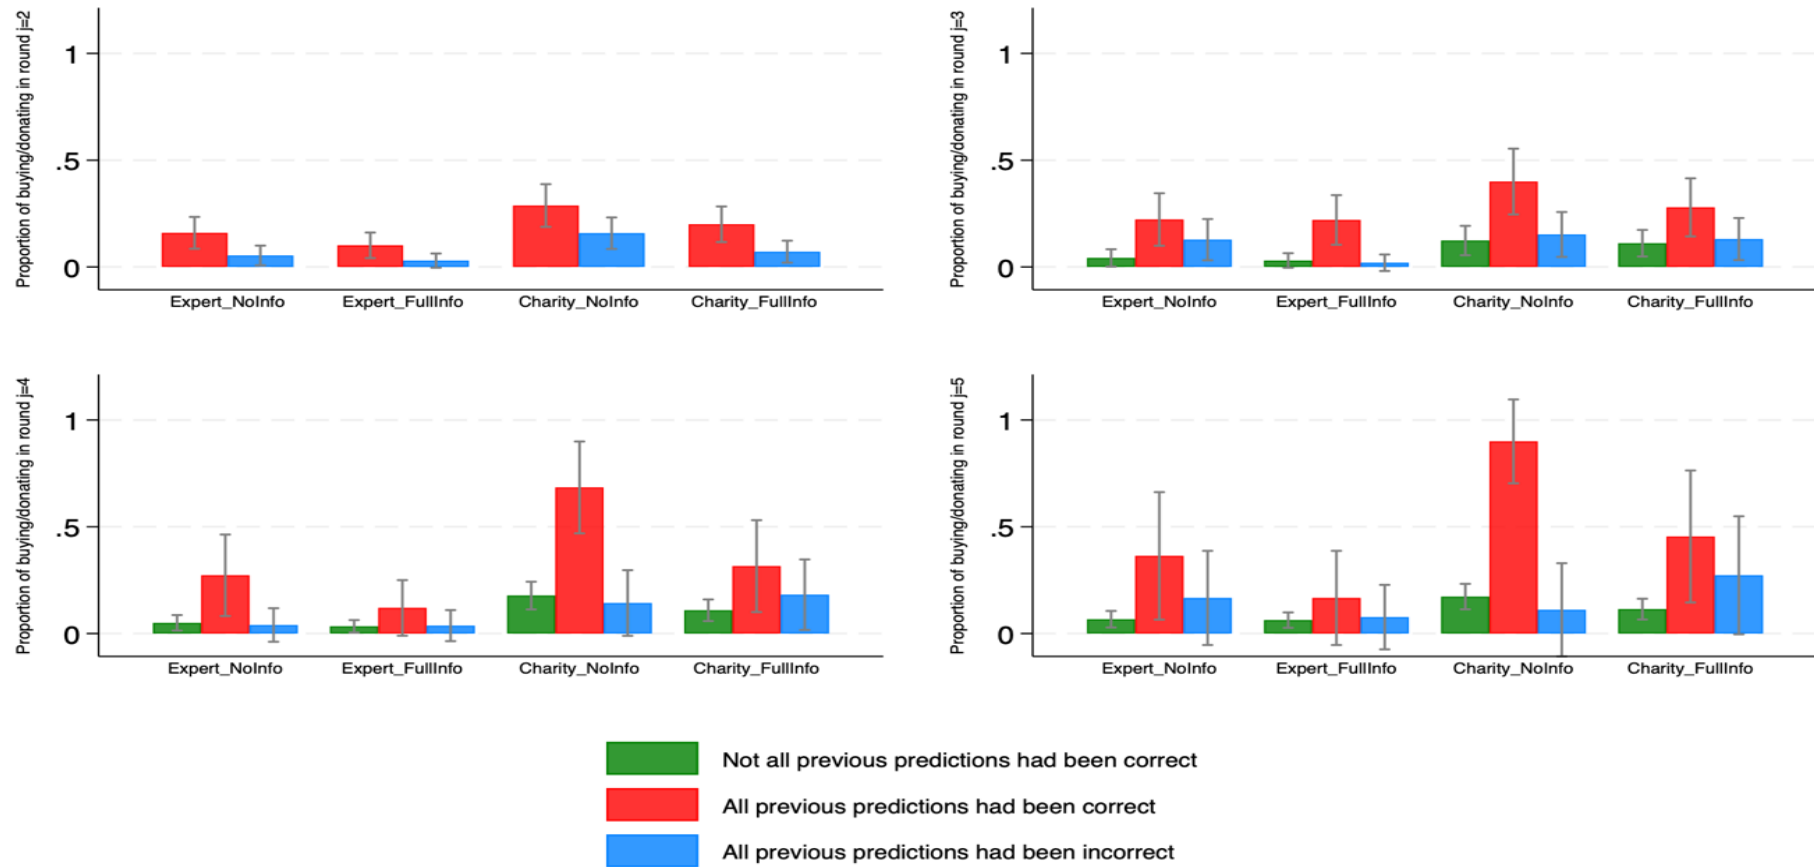 Proportion of buying/donating in round j=2
1
.5
0
Expert_NoInfo Expert_FullInfo Charity_NoInfo Charity_FullInfo
Proportion of buying/donating in round j=3
1
.5
0
Expert_NoInfo Expert_FullInfo Charity_NoInfo Charity_FullInfo
Proportion of buying/donating in round j=4
1
.5
0
Expert_NoInfo Expert_FullInfo Charity_NoInfo Charity_FullInfo
Proportion of buying/donating in round j=5
1
.5
0
Expert_NoInfo Expert_FullInfo Charity_NoInfo Charity_FullInfo
Not all previous predictions had been correct
All previous predictions had been correct
All previous predictions had been incorrect